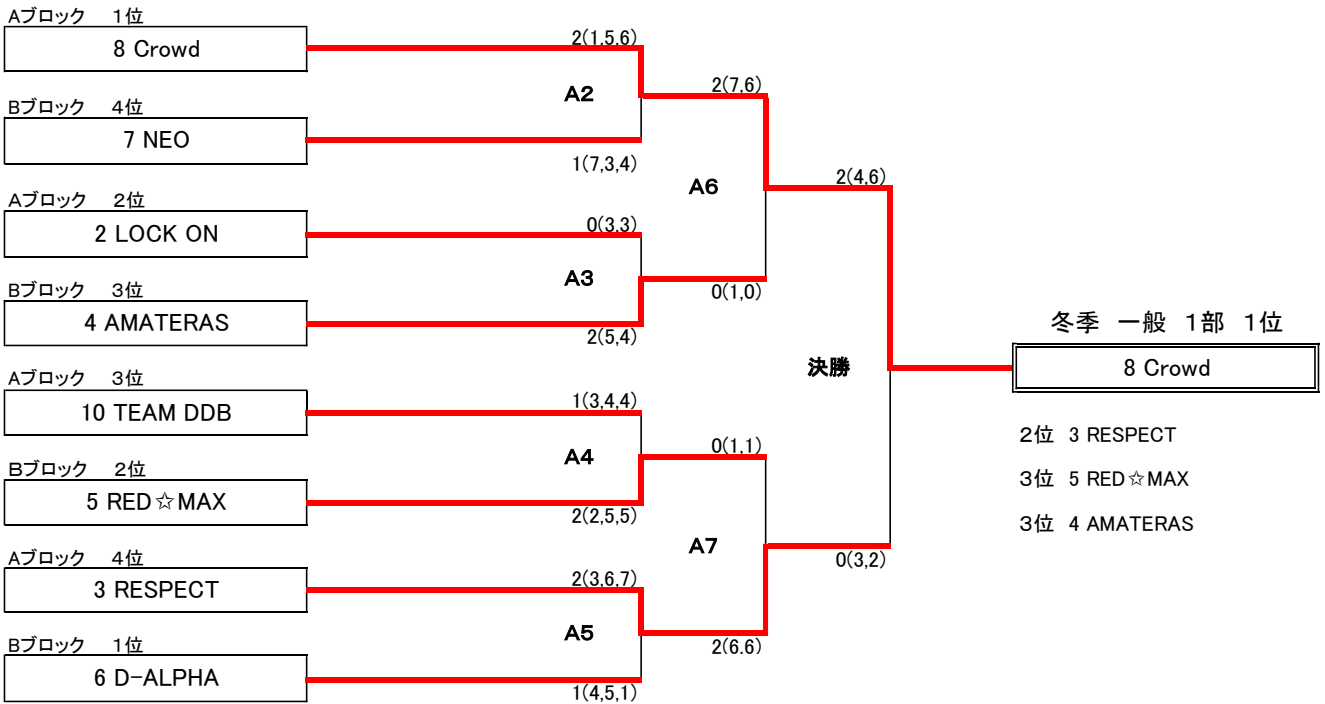 Aブロック　1位
8 Crowd
2(1,5,6)
A2
2(7,6)
Bブロック　4位
7 NEO
1(7,3,4)
A6
2(4,6)
Aブロック　2位
2 LOCK ON
0(3,3)
A3
0(1,0)
Bブロック　3位
4 AMATERAS
2(5,4)
冬季　一般　1部　1位
8 Crowd
決勝
Aブロック　3位
10 TEAM DDB
1(3,4,4)
A4
0(1,1)
2位　3 RESPECT
Bブロック　2位
5 RED☆MAX
2(2,5,5)
3位　5 RED☆MAX
3位　4 AMATERAS
A7
0(3,2)
Aブロック　4位
3 RESPECT
2(3,6,7)
A5
2(6.6)
Bブロック　1位
6 D-ALPHA
1(4,5,1)